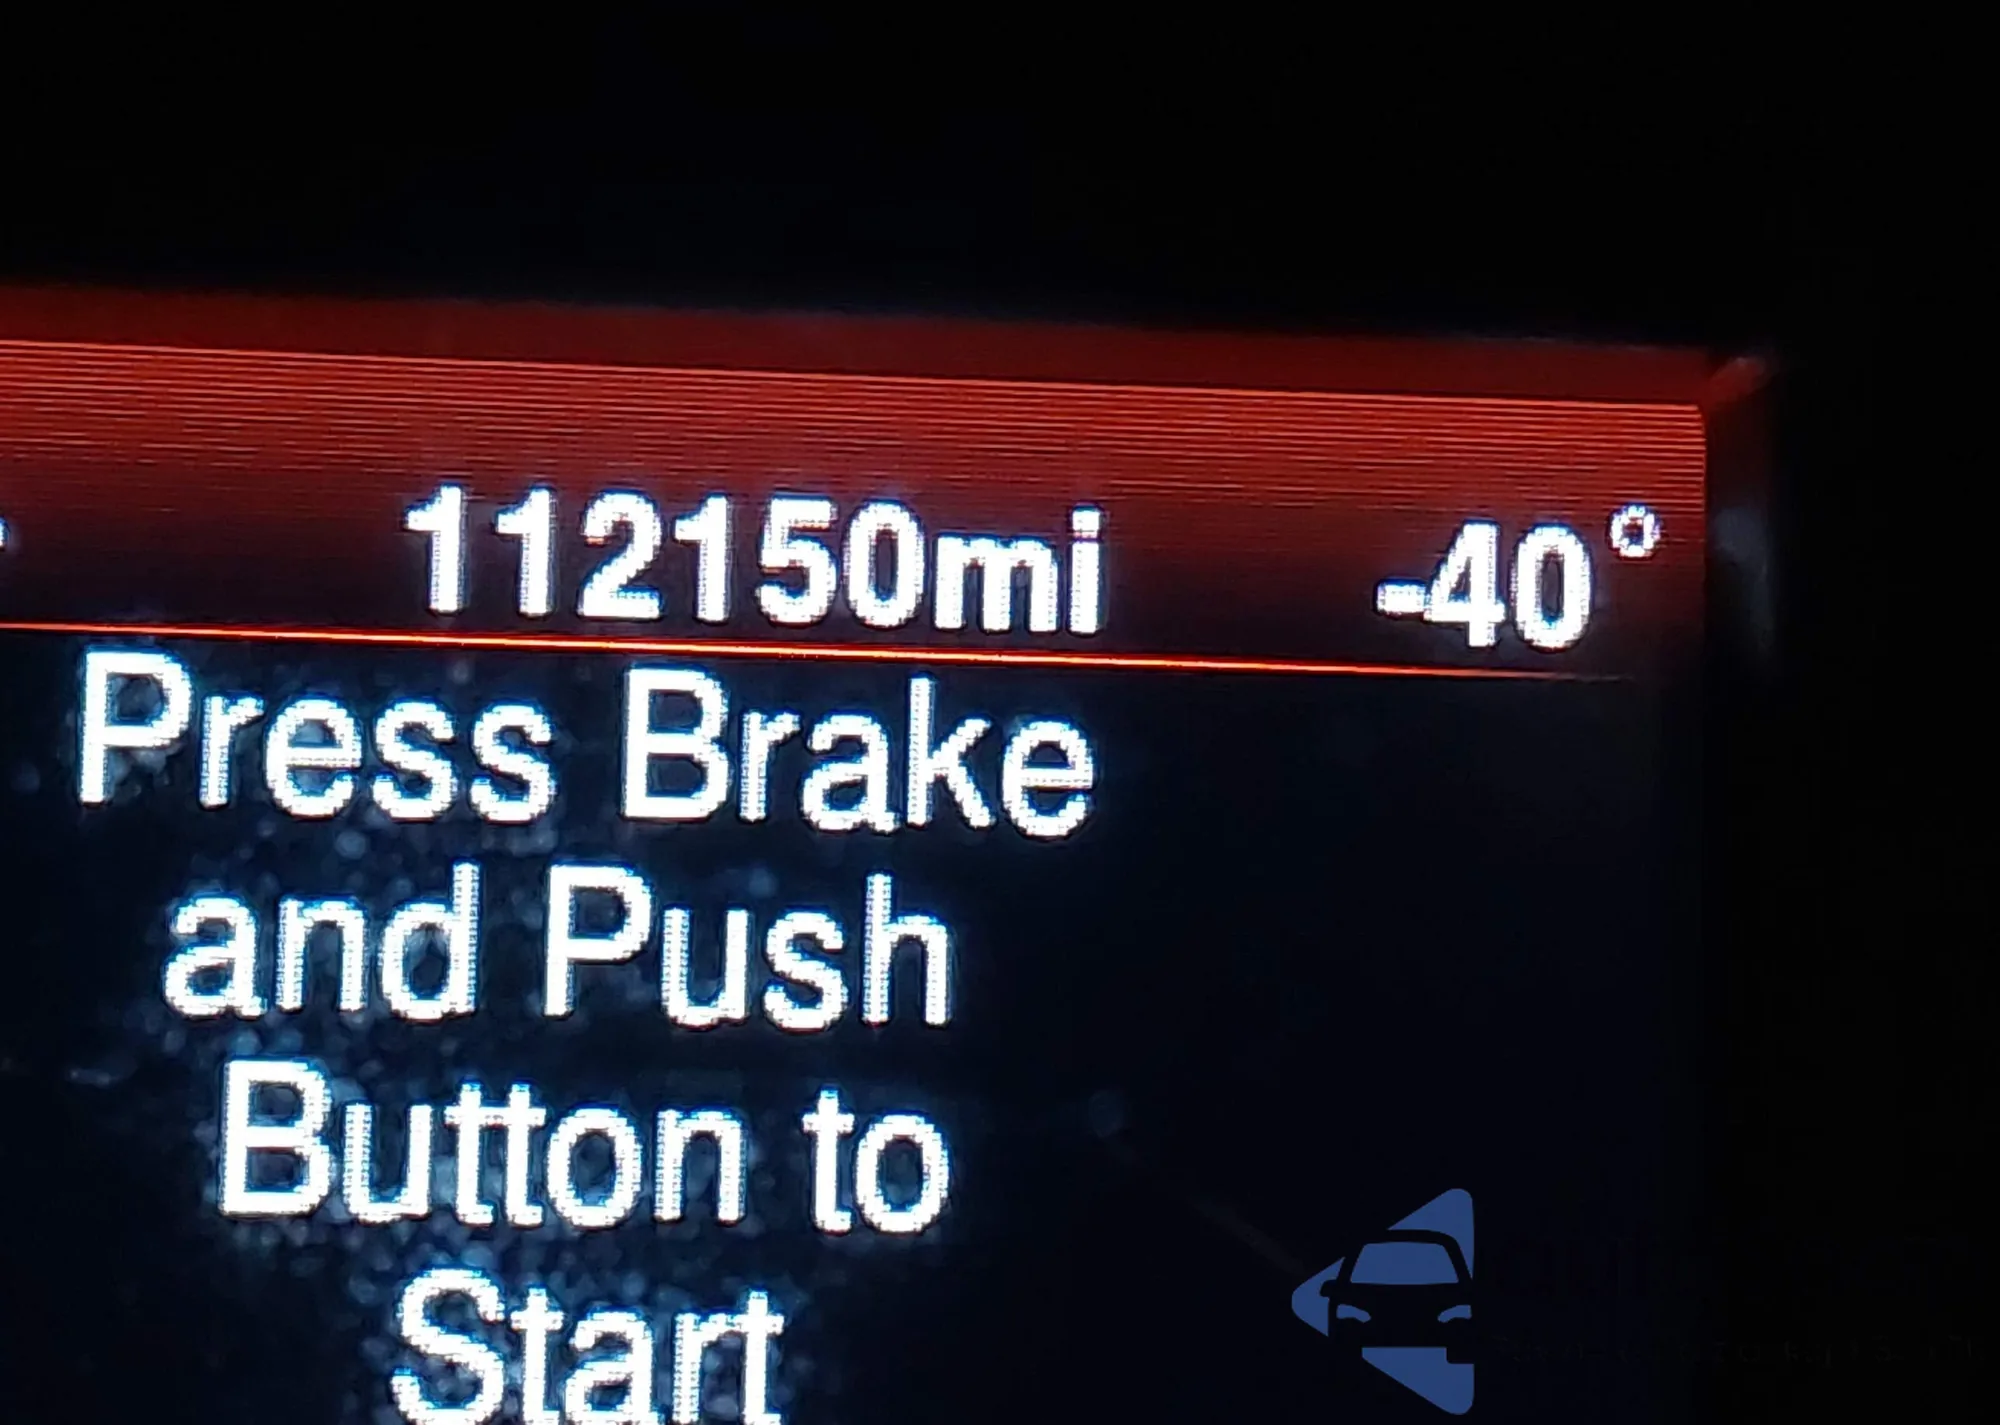 112150mi -40°
Press Brake
and Push
Button to
Start